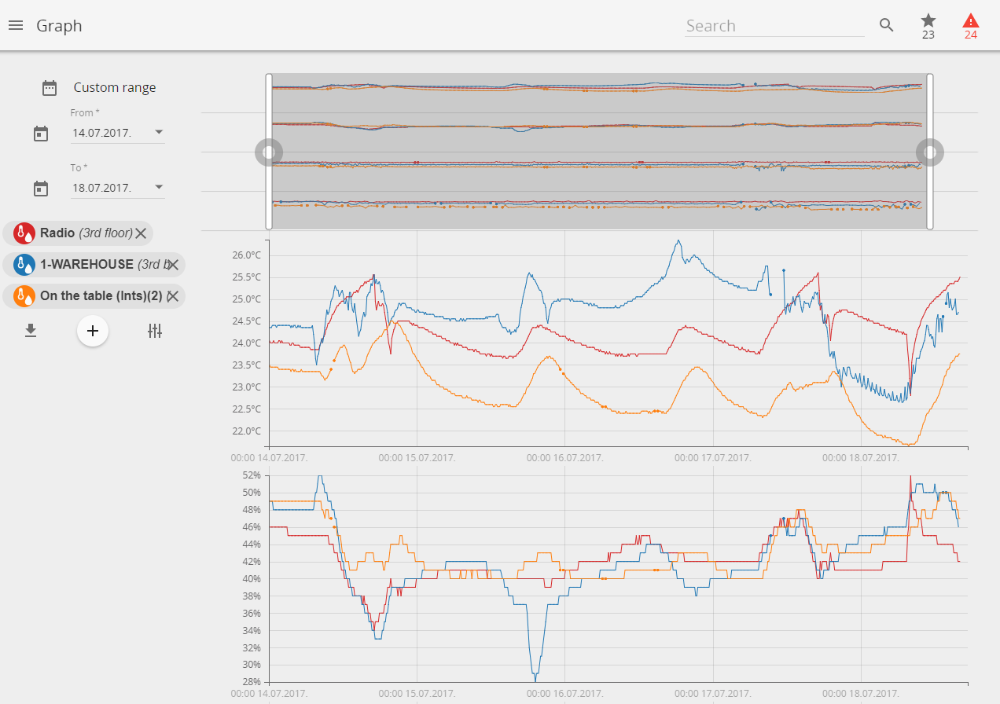 Graph
Search
23
24
Custom range
From *
14.07.2017.
To *
18.07.2017.
Radio (3rd floor)
1-WAREHOUSE (3rd
On the table (Ints)(2)
26.0°C
25.5°C
25.0°C
24.5°C
24.0°C
23.5°C
23.0°C
22.5°C
22.0°C
00:00 14.07.2017.
00:00 15.07.2017.
00:00 16.07.2017.
00:00 17.07.2017.
00:00 18.07.2017.
52%
50%
48%
46%
44%
42%
40%
38%
36%
34%
32%
30%
28%
00:00 14.07.2017.
00:00 15.07.2017.
00:00 16.07.2017.
00:00 17.07.2017.
00:00 18.07.2017.